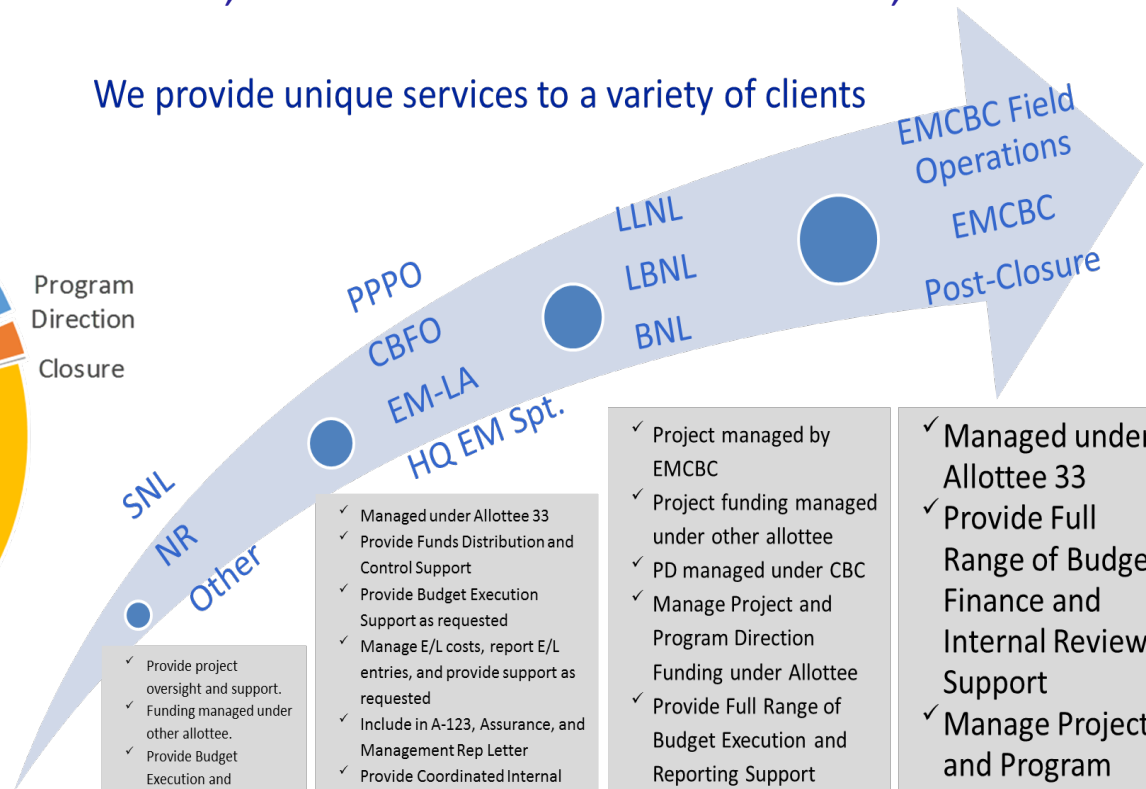 We provide unique services to a variety of clients
Program
Direction
Closure
SNL
NR
Other
PPPO
CBFO
EM-LA
HQ EM Spt.
LLNL
LBNL
BNL
EMCBC Field
Operations
EMCBC
Post-Closure
✓ Provide project
oversight and support.
✓ Funding managed under
other allottee.
✓ Provide Budget
Execution and
✓ Managed under Allottee 33
✓ Provide Funds Distribution and
Control Support
✓ Provide Budget Execution
Support as requested
✓ Manage E/L costs, report E/L
entries, and provide support as
requested
✓ Include in A-123, Assurance, and
Management Rep Letter
✓ Provide Coordinated Internal
✓ Project managed by
EMCBC
✓ Project funding managed
under other allottee
✓ PD managed under CBC
✓ Manage Project and
Program Direction
Funding under Allottee
✓ Provide Full Range of
Budget Execution and
Reporting Support
✓ Managed under
Allottee 33
✓ Provide Full
Range of Budge
Finance and
Internal Review
Support
✓ Manage Project
and Program